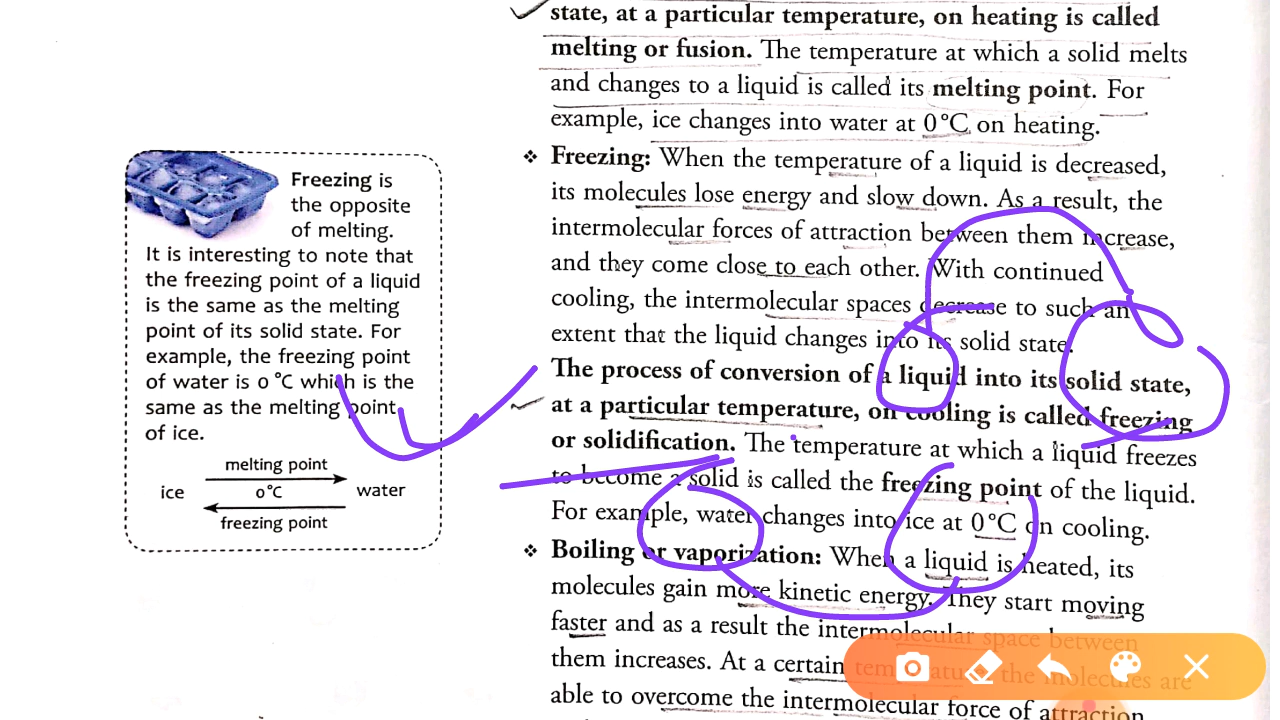 state, at a particular temperature, on heating is called
melting or fusion. The temperature at which a solid melts
and changes to a liquid is called its melting point. For
example, ice changes into water at 0°C on heating.
❖ Freezing: When the temperature of a liquid is decreased,
its molecules lose energy and slow down. As a result, the
intermolecular forces of attraction between them increase,
and they come close to each other. With continued
cooling, the intermolecular spaces decrease to such an
extent that the liquid changes into its solid state.
The process of conversion of a liquid into its solid state,
at a particular temperature, on cooling is called freezing
or solidification. The temperature at which a liquid freezes
to become a solid is called the freezing point of the liquid.
For example, water changes into ice at 0°C on cooling.
❖ Boiling or vaporization: When a liquid is heated, its
molecules gain more kinetic energy. They start moving
faster and as a result the intermolecular space between
them increases. At a certain temperature, the molecules are
able to overcome the intermolecular force of attraction
Freezing is
the opposite
of melting.
It is interesting to note that
the freezing point of a liquid
is the same as the melting
point of its solid state. For
example, the freezing point
of water is 0 °C which is the
same as the melting point
of ice.
melting point
ice 0°C water
freezing point